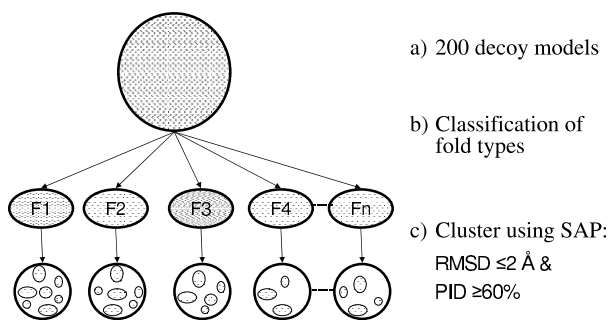 a) 200 decoy models
b) Classification of
fold types
F1 F2 F3 F4 Fn
c) Cluster using SAP:
RMSD ≤2 Å &
PID ≥60%